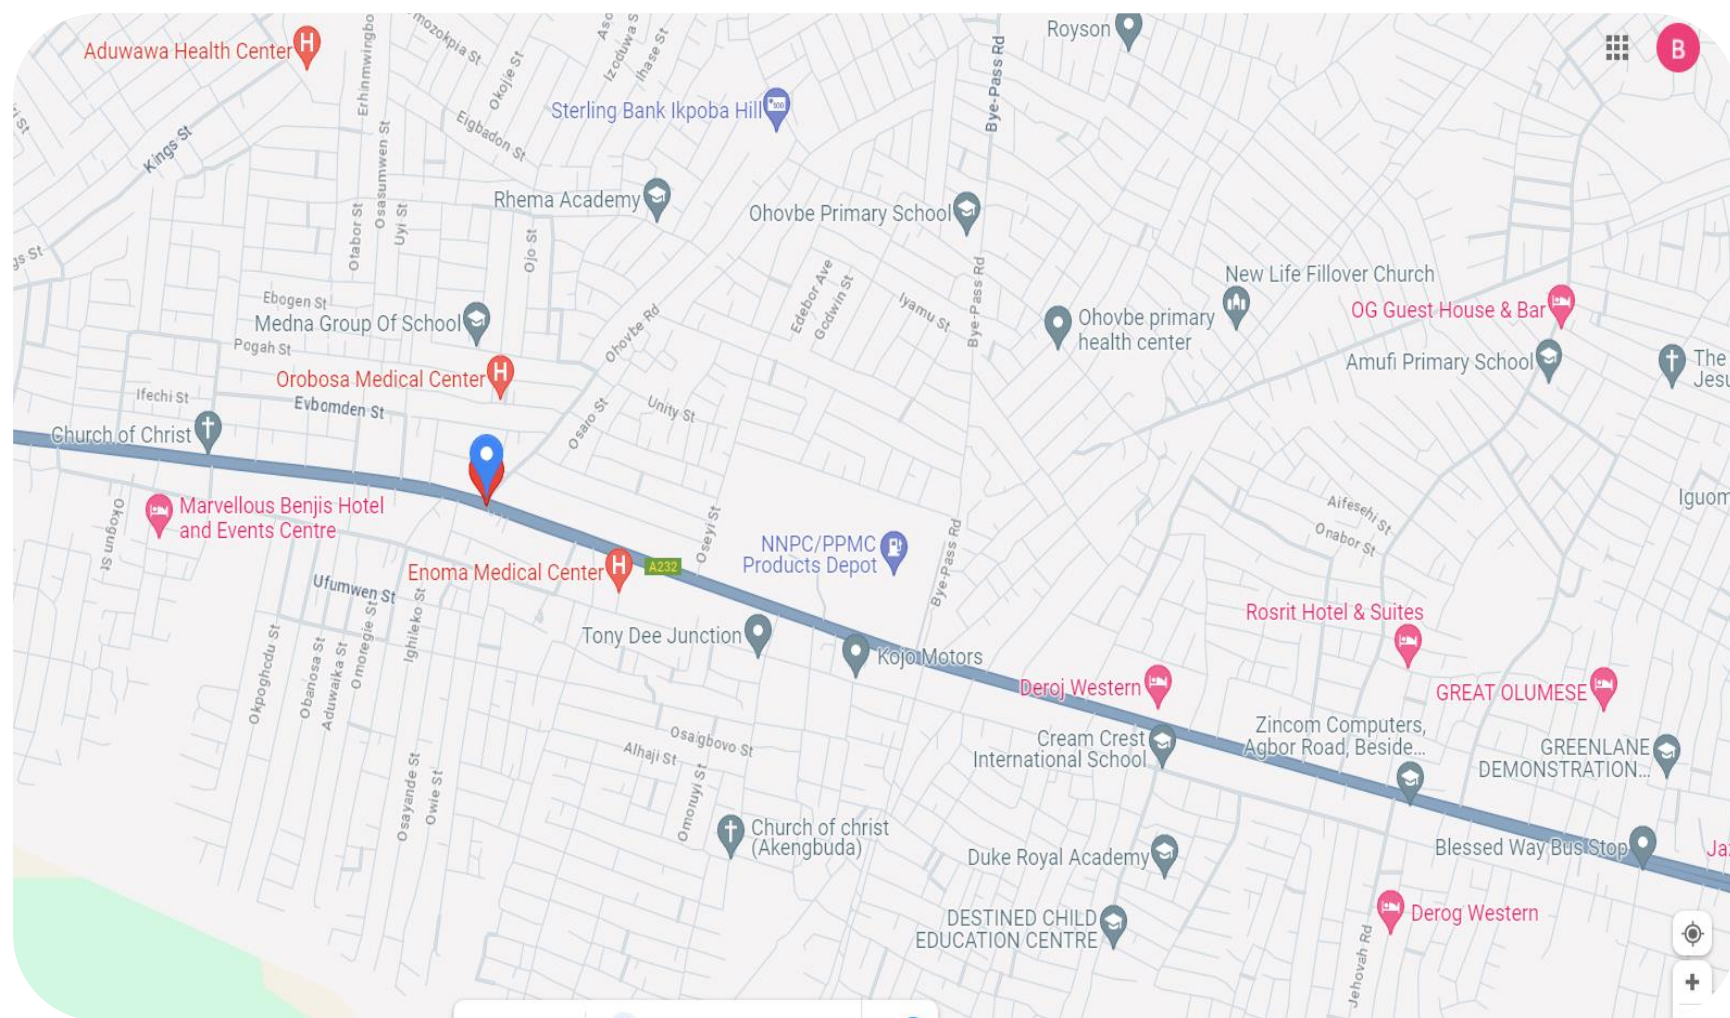 Royson
Aduwawa Health Center
B
Okojie St
Ihase St
Izoduwa S
Sterling Bank Ikpoba Hill
Bye-Pass Rd
Eigbadon St
Kings St
Osasumwen St
Rhema Academy
Ohovbe Primary School
Otabor St
Uyi St
Ojo St
Edebor Ave
Godwin St
Iyamu St
Bye-Pass Rd
New Life Fillover Church
OG Guest House & Bar
Ebogen St
Medna Group Of School
Ohovbe Rd
Ohovbe primary
health center
Pogah St
Amufi Primary School
The
Jesu
Orobosa Medical Center
Ifechi St
Evbomden St
Osaro St
Unity St
Church of Christ
Marvellous Benjis Hotel
and Events Centre
Okogun St
Oseyi St
Aifesehi St
Onabor St
Iguom
NNPC/PPMC
Products Depot
Bye-Pass Rd
Enoma Medical Center
A232
Ufumwen St
Omoregie St
Ighileko St
Rosrit Hotel & Suites
Tony Dee Junction
Kojo Motors
Obanosa St
Aduwaika St
Deroj Western
GREAT OLUMESE
Cream Crest
International School
Zincom Computers,
Agbor Road, Beside...
Osaigbovo St
Alhaji St
GREENLANE
DEMONSTRATION...
Osayande St
Owie St
Omoruyi St
Church of christ
(Akengbuda)
Duke Royal Academy
Blessed Way Bus Stop
Ja
DESTINED CHILD
EDUCATION CENTRE
Derog Western
Jehovah Rd